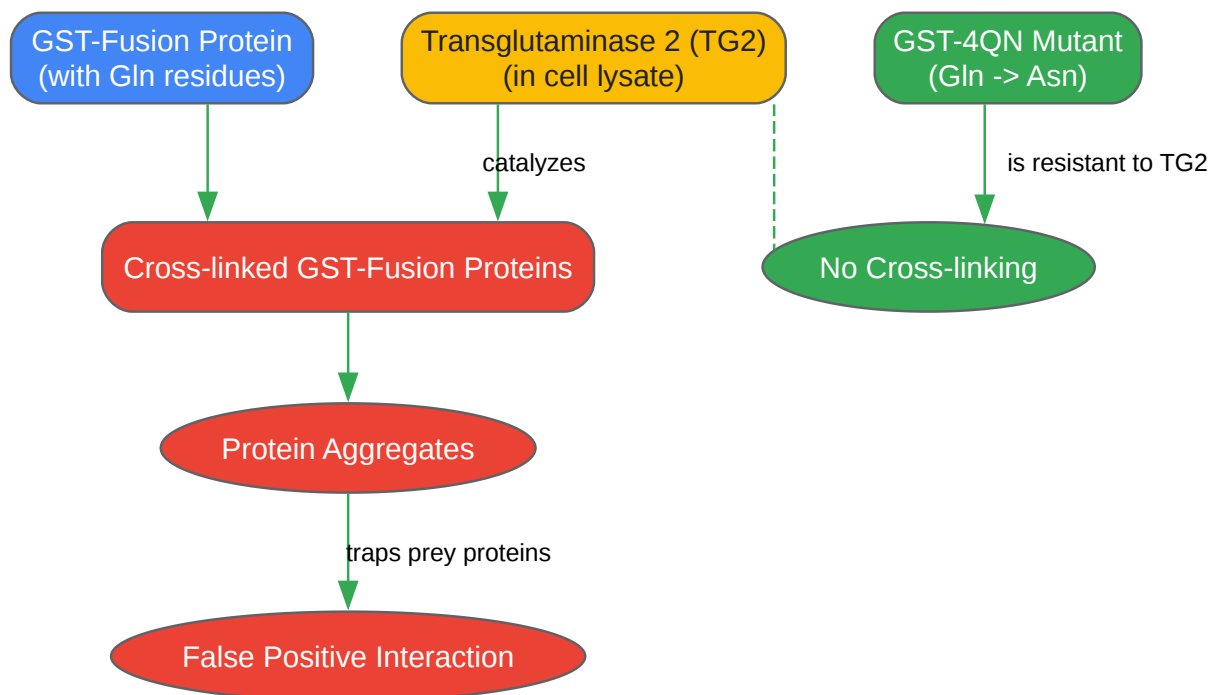 GST-Fusion Protein
(with Gln residues)
Transglutaminase 2 (TG2)
(in cell lysate)
GST-4QN Mutant
(Gln -> Asn)
catalyzes
is resistant to TG2
Cross-linked GST-Fusion Proteins
No Cross-linking
Protein Aggregates
traps prey proteins
False Positive Interaction